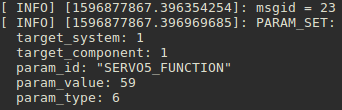 [ INFO] [1596877867.396354254]: msgid = 23
[ INFO] [1596877867.396969685]: PARAM_SET:
target_system: 1
target_component: 1
param_id: "SERVO5_FUNCTION"
param_value: 59
param_type: 6